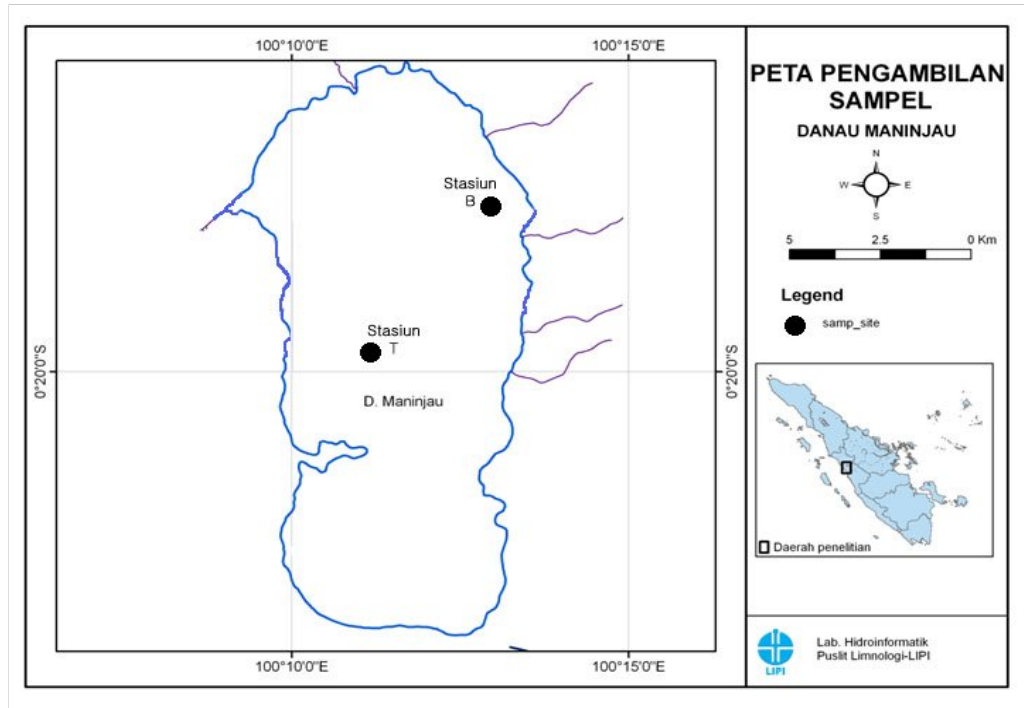 100°10'0"E
100°15'0"E
Stasiun
B
Stasiun
T
0°20'0"S
0°20'0"S
D. Maninjau
100°10'0"E
100°15'0"E
PETA PENGAMBILAN
SAMPEL
DANAU MANINJAU
N
W
E
S
5
2.5
0 Km
Legend
samp_site
Daerah penelitian
LIPI
Lab. Hidroinformatik
Puslit Limnologi-LIPI